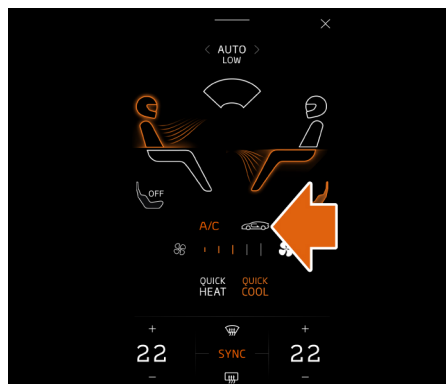 AUTO
LOW
OFF
A/C
QUICK QUICK
HEAT COOL
22 SYNC 22